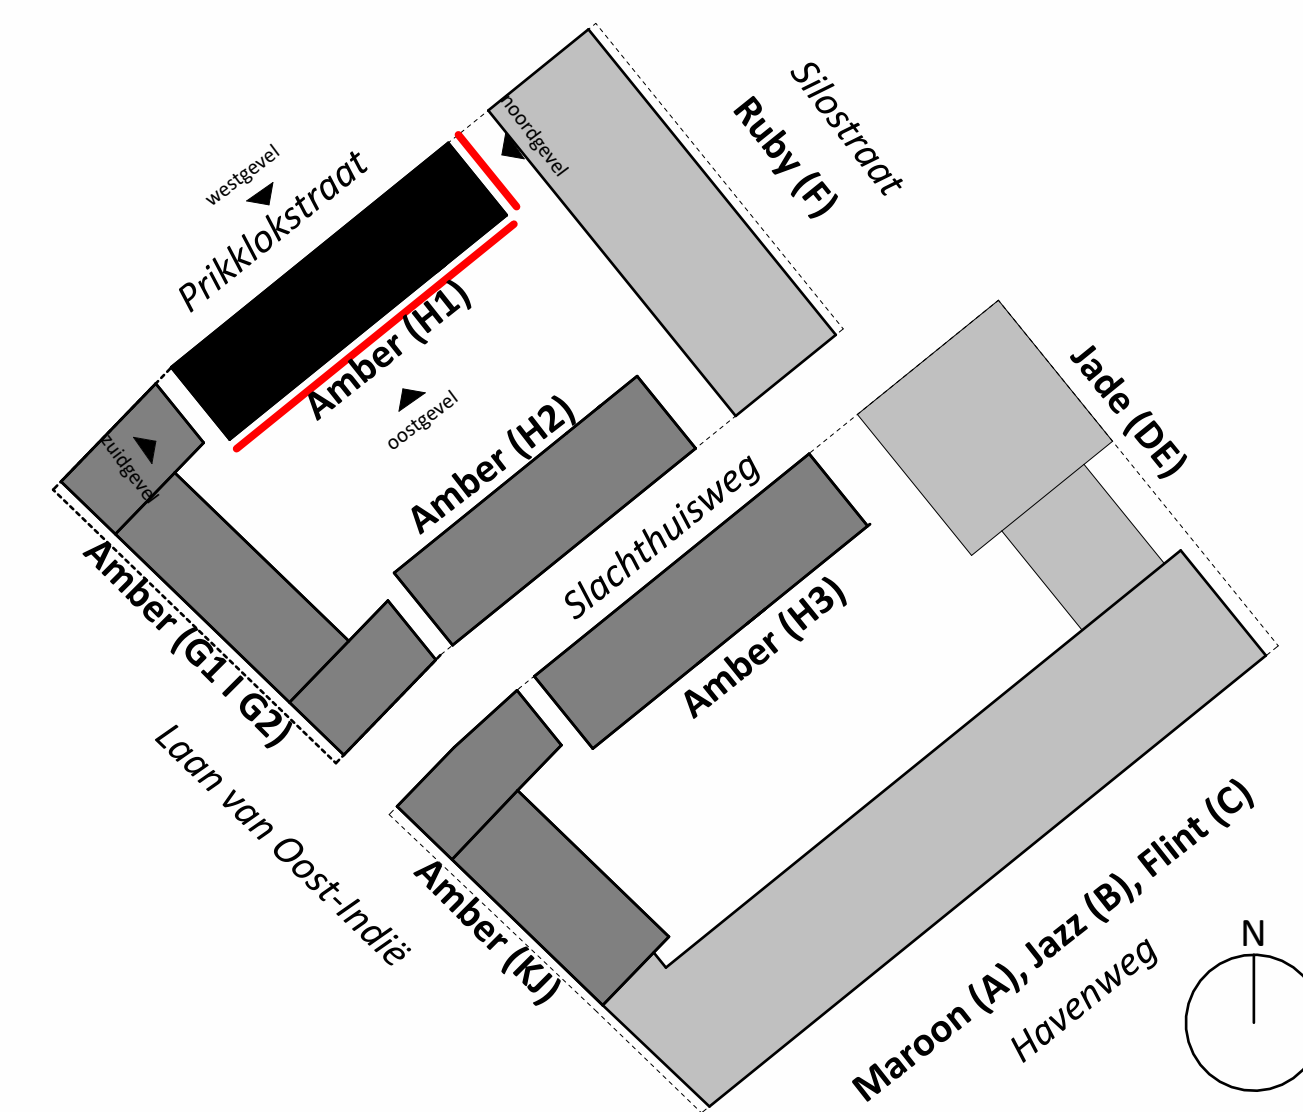 Silostraat
Ruby (F)
noordgevel
westgevel
Prikklokstraat
Amber (H1)
oostgevel
zuidgevel
Amber (H2)
Jade (DE)
Slachthuisweg
Amber (H3)
Amber (G1 I G2)
Laan van Oost-Indië
Amber (KJ)
Maroon (A), Jazz (B), Flint (C)
Havenweg
N